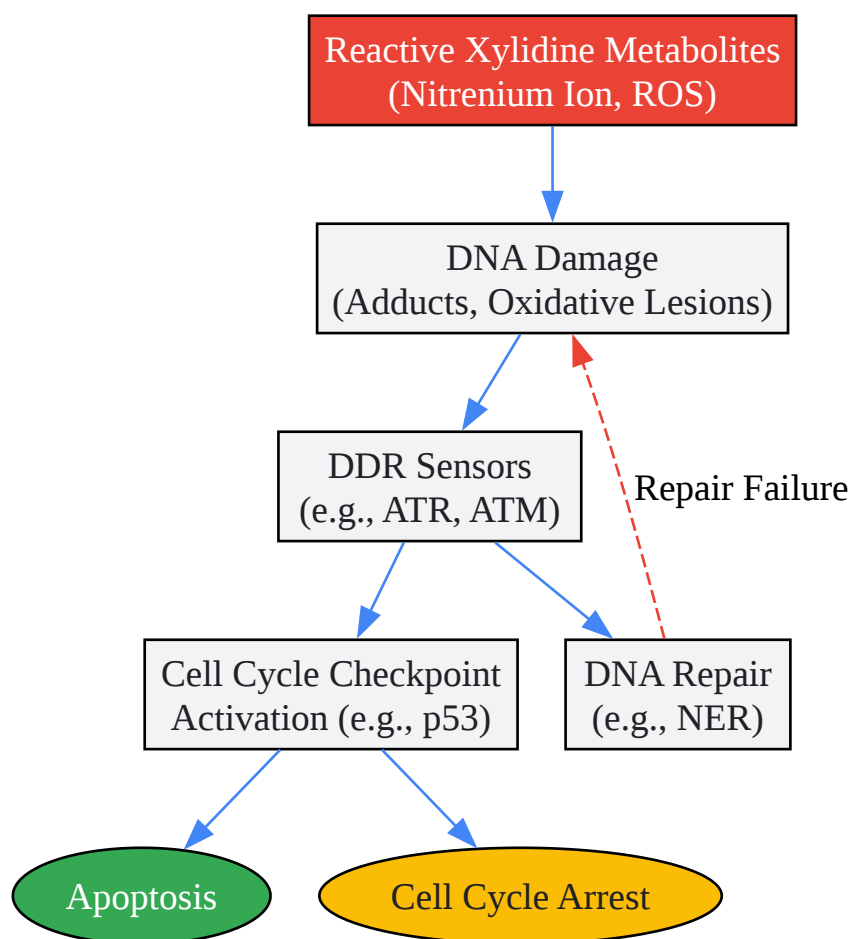 Reactive Xylidine Metabolites
(Nitrenium Ion, ROS)
DNA Damage
(Adducts, Oxidative Lesions)
DDR Sensors
(e.g., ATR, ATM)
Repair Failure
Cell Cycle Checkpoint
Activation (e.g., p53)
DNA Repair
(e.g., NER)
Apoptosis
Cell Cycle Arrest